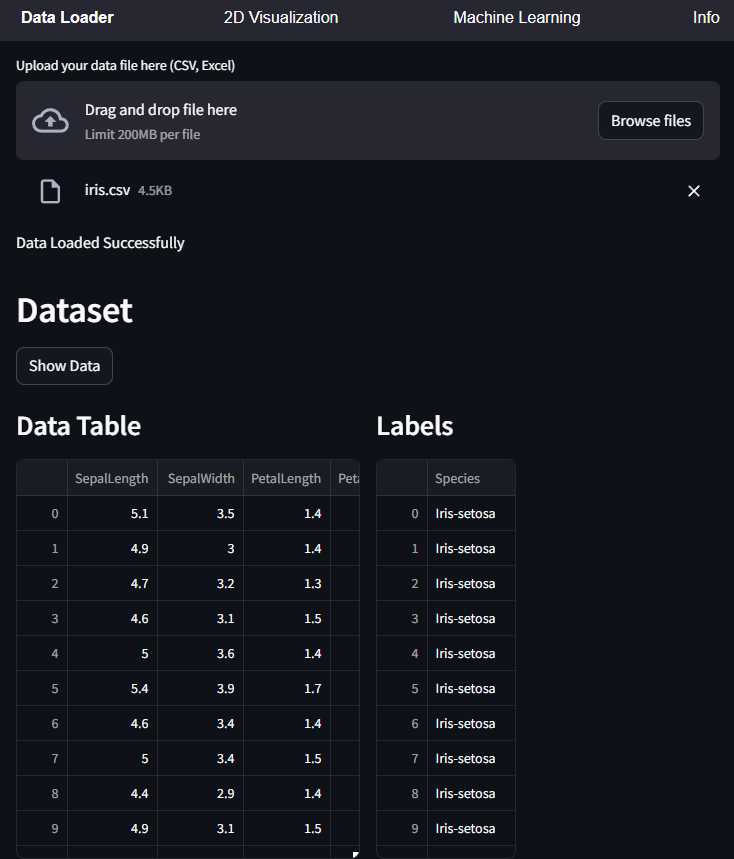 Data Loader 2D Visualization Machine Learning Info
Upload your data file here (CSV, Excel)
Drag and drop file here
Limit 200MB per file
Browse files
iris.csv 4.5KB
Data Loaded Successfully
Dataset
Show Data
Data Table
SepalLength SepalWidth PetalLength Peta
0 5.1 3.5 1.4
1 4.9 3 1.4
2 4.7 3.2 1.3
3 4.6 3.1 1.5
4 5 3.6 1.4
5 5.4 3.9 1.7
6 4.6 3.4 1.4
7 5 3.4 1.5
8 4.4 2.9 1.4
9 4.9 3.1 1.5
Labels
Species
0 Iris-setosa
1 Iris-setosa
2 Iris-setosa
3 Iris-setosa
4 Iris-setosa
5 Iris-setosa
6 Iris-setosa
7 Iris-setosa
8 Iris-setosa
9 Iris-setosa